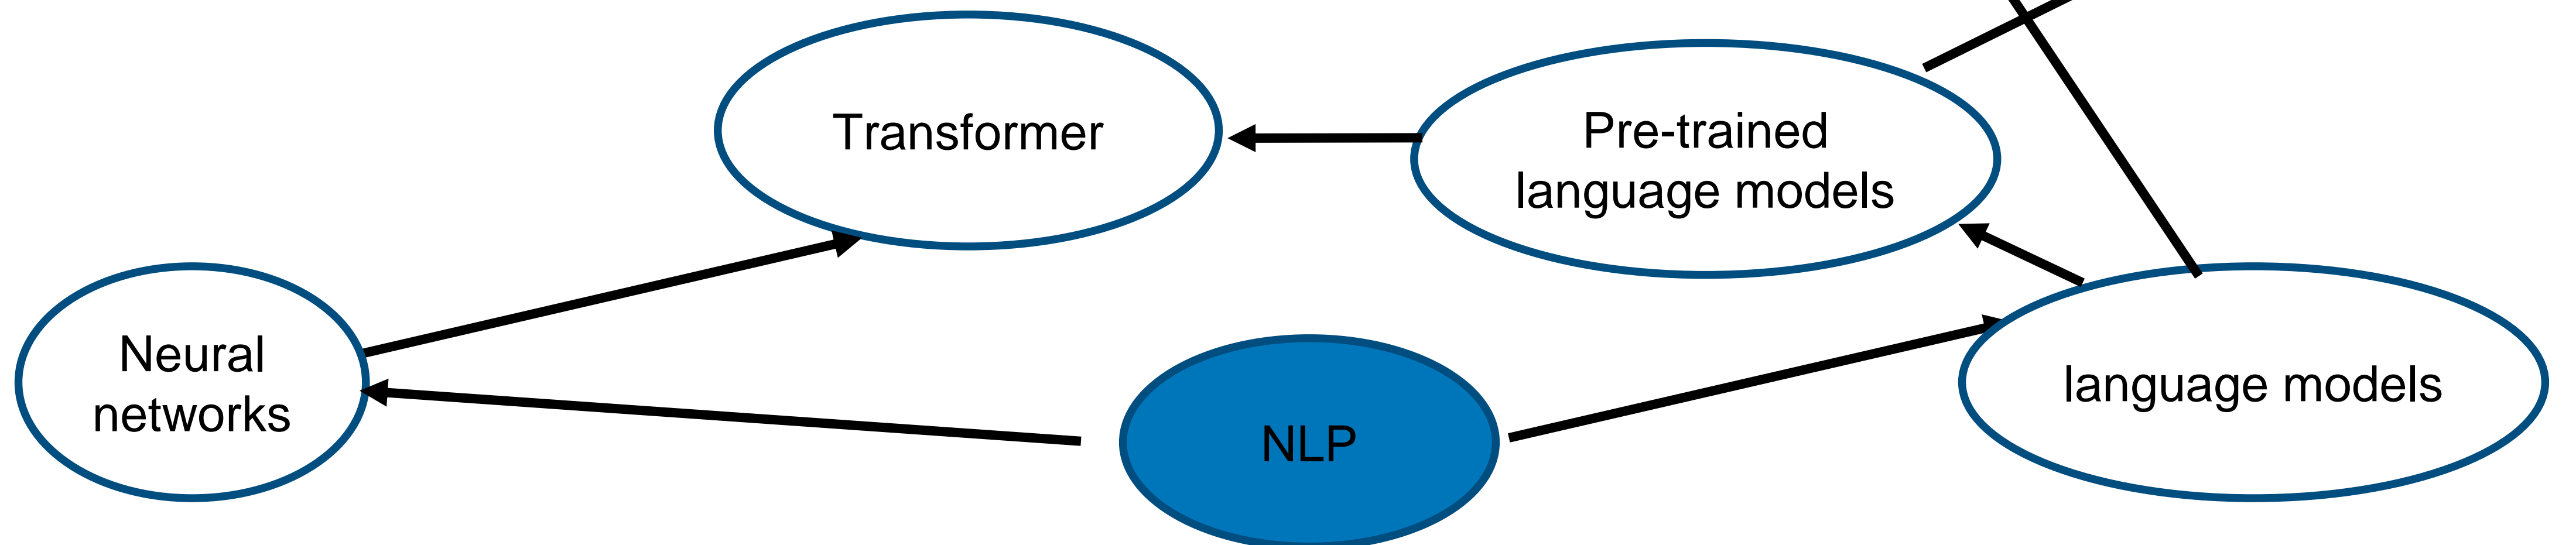 Transformer
Pre-trained
language models
Neural
networks
NLP
language models